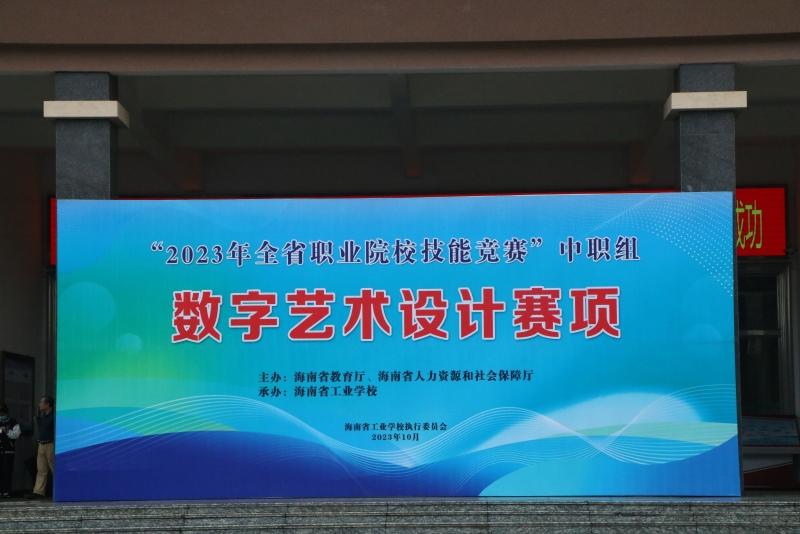 “2023年全省职业院校技能竞赛”中职组
数字艺术设计赛项
主办：海南省教育厅、海南省人力资源和社会保障厅
承办：海南省工业学校
海南省工业学校执行委员会
2023年10月
成功